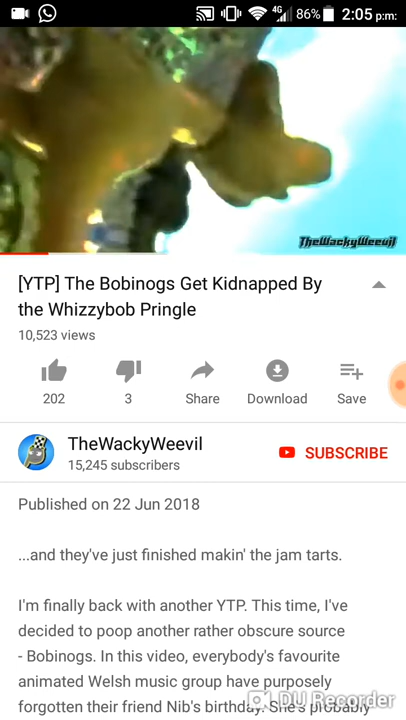 4G 86% 2:05 p.m.
TheWackyWeevil
[YTP] The Bobinogs Get Kidnapped By
the Whizzybob Pringle
10,523 views
202 3 Share Download Save
TheWackyWeevil
15,245 subscribers
SUBSCRIBE
Published on 22 Jun 2018
...and they've just finished makin' the jam tarts.
I'm finally back with another YTP. This time, I've
decided to poop another rather obscure source
- Bobinogs. In this video, everybody's favourite
animated Welsh music group have purposely
forgotten their friend Nib's birthday. She's probably
DU Recorder